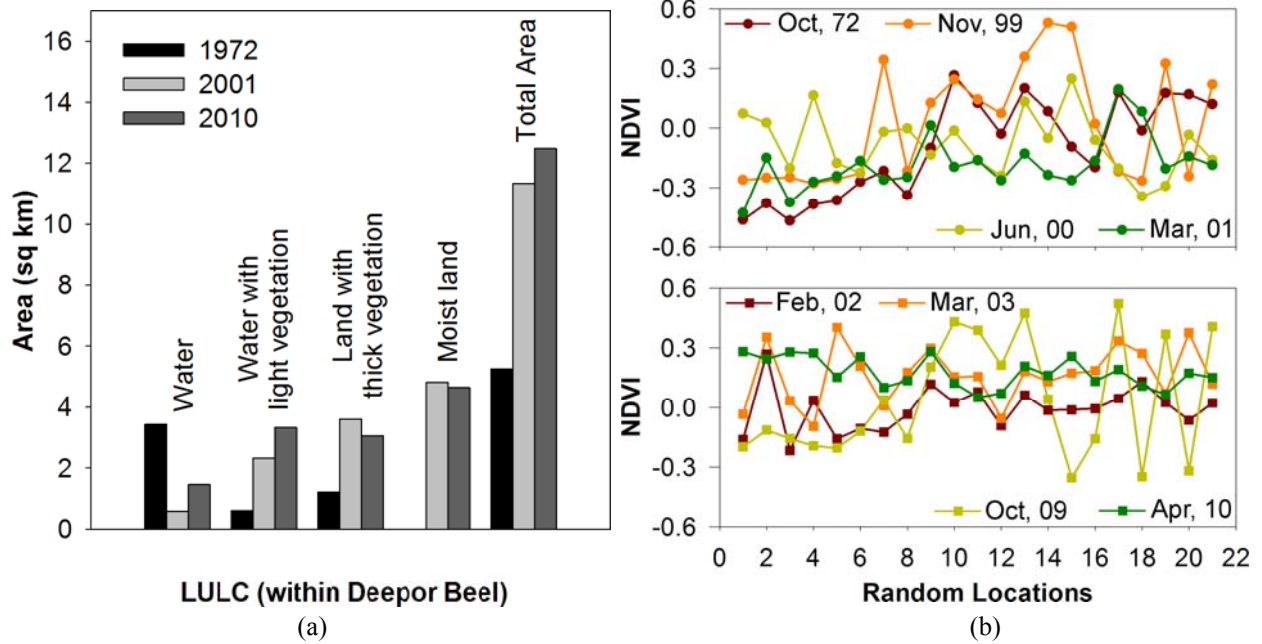 16
14
12
10
8
6
4
2
0
Area (sq km)
1972
2001
2010
Water
Water with
light vegetation
Land with
thick vegetation
Moist land
Total Area
LULC (within Deepor Beel)
(a)
0.6
0.3
0.0
-0.3
-0.6
NDVI
Oct, 72
Nov, 99
Jun, 00
Mar, 01
0.6
0.3
0.0
-0.3
-0.6
NDVI
Feb, 02
Mar, 03
Oct, 09
Apr, 10
0 2 4 6 8 10 12 14 16 18 20 22
Random Locations
(b)